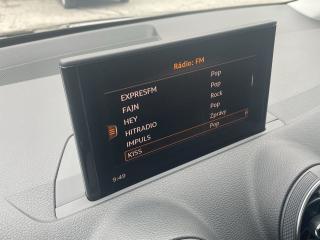 Rádio: FM
EXPRESFM Pop
FAJN Pop
HEY Rock
HITRADIO Pop
IMPULS Zprávy
KISS Pop
9:49